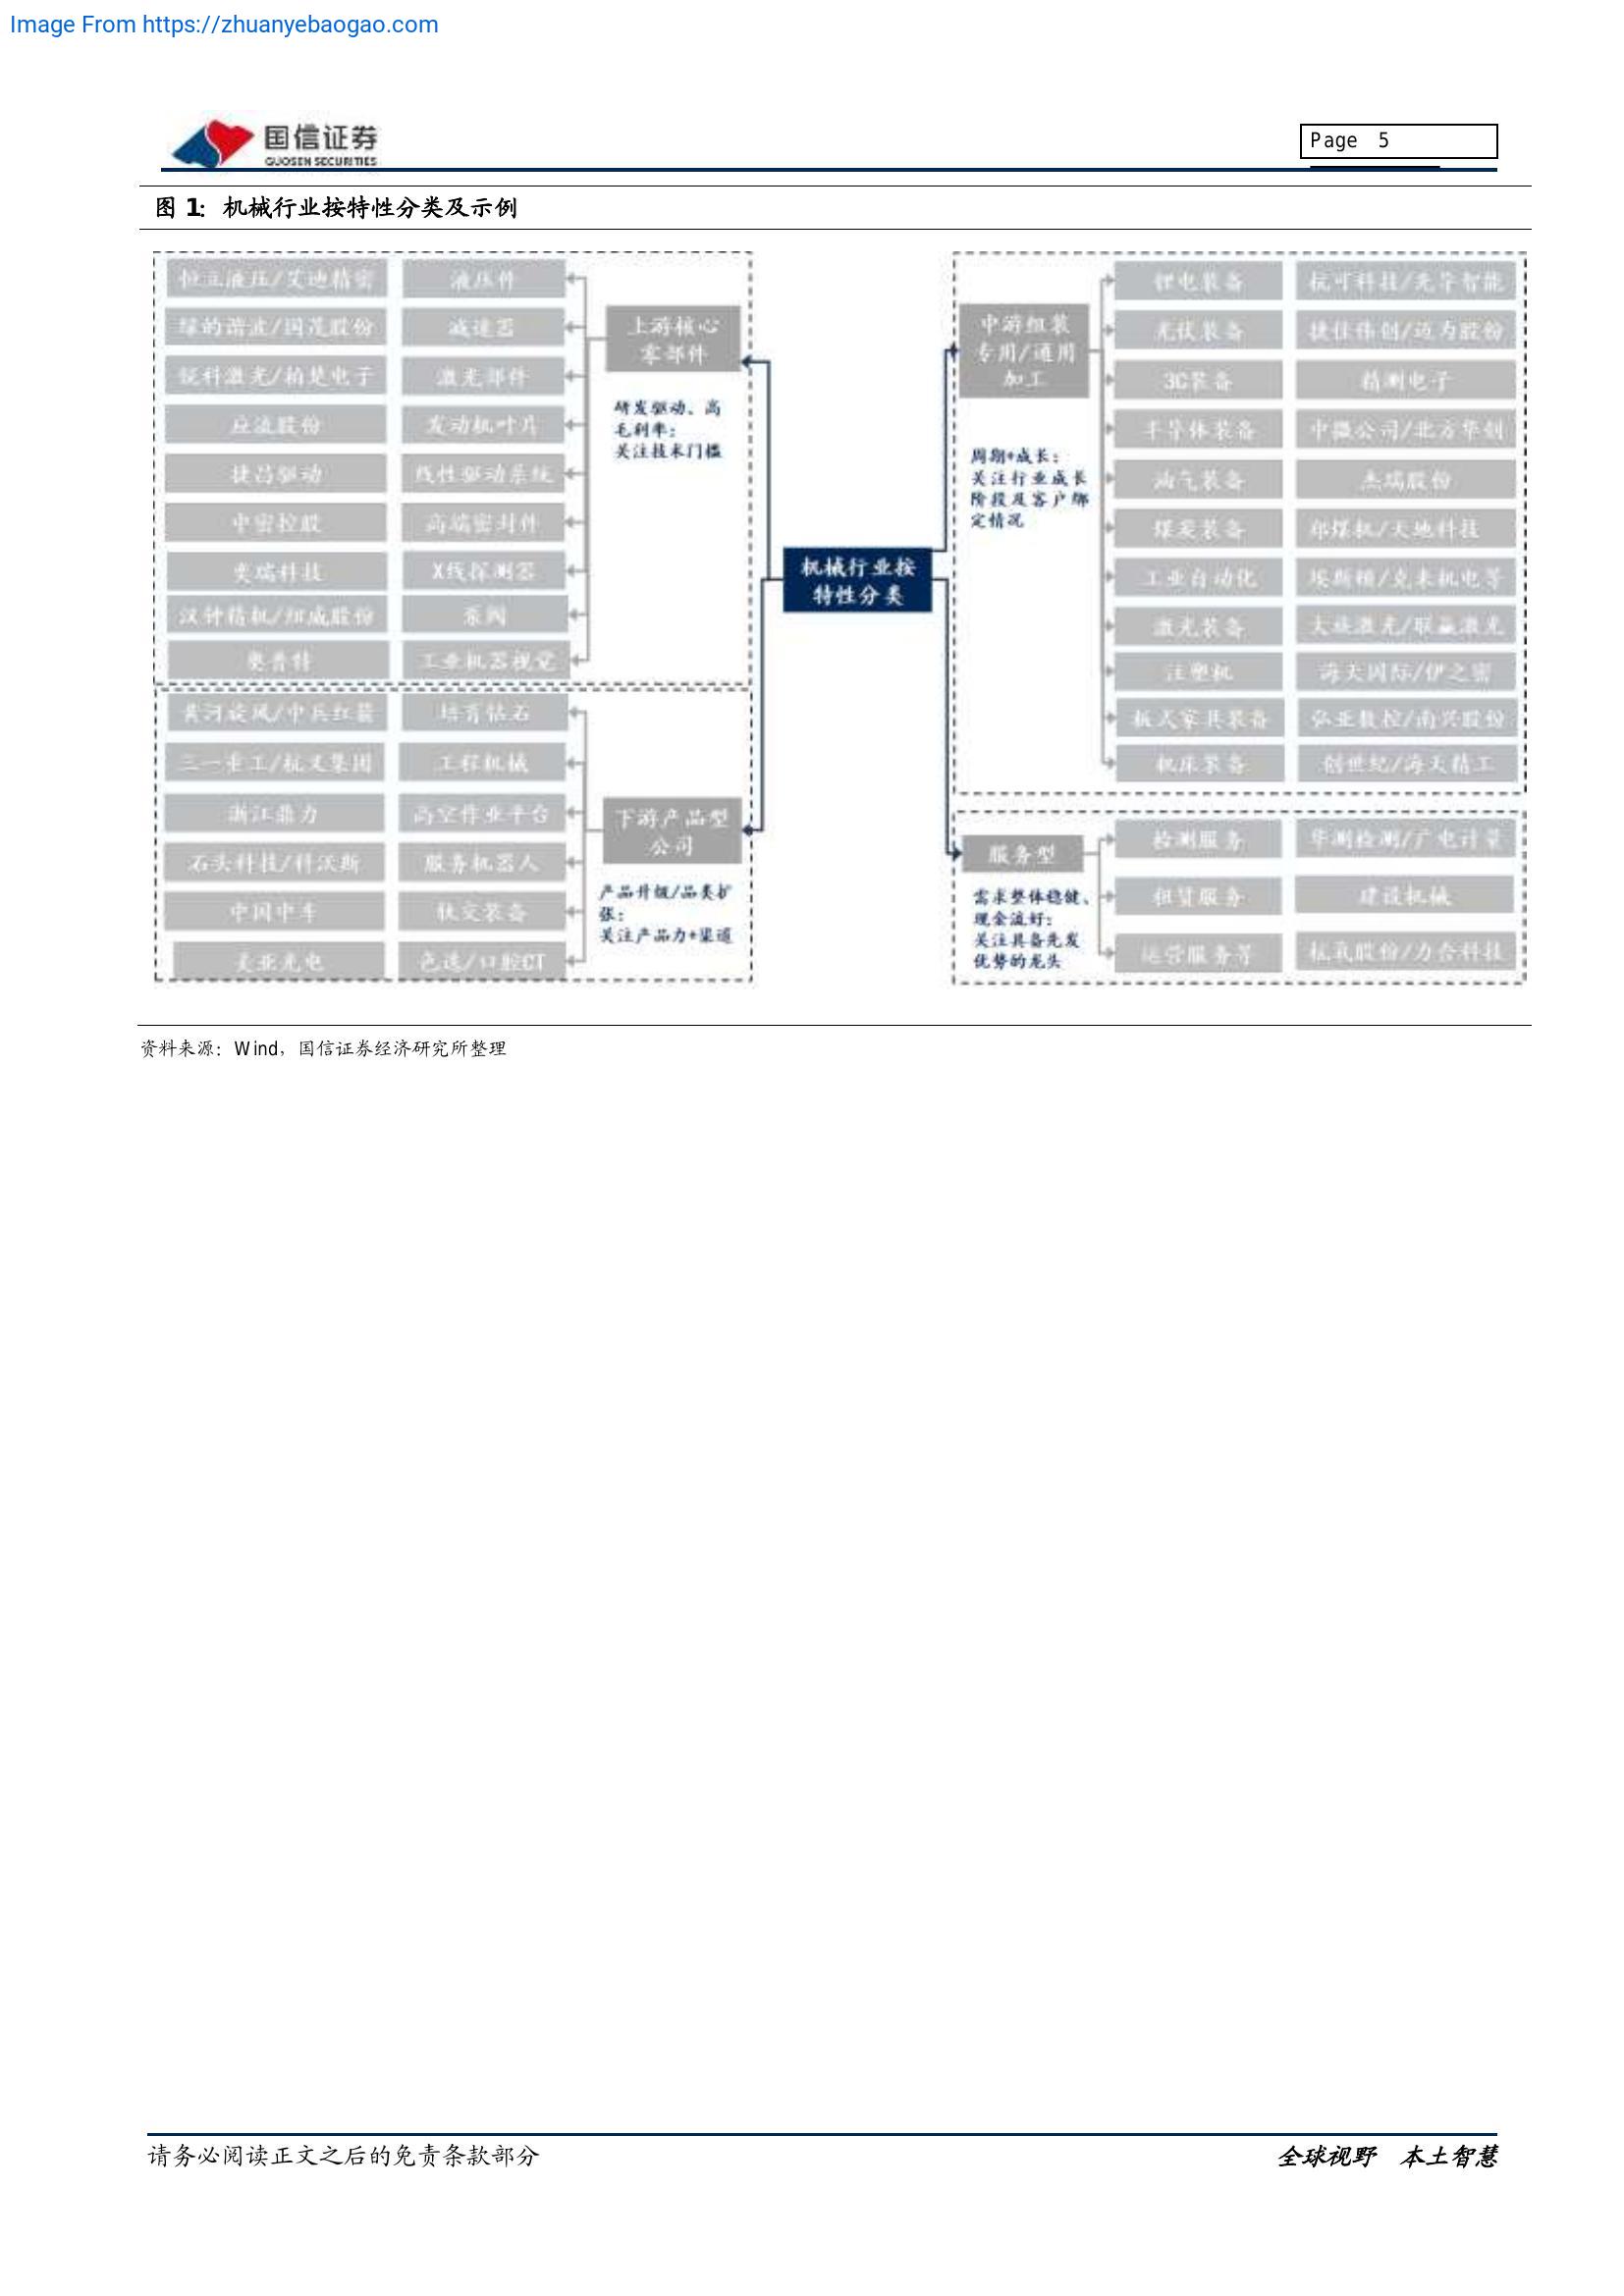 Image From https://zhuanyebaogao.com
国信证券
GUOSEN SECURITIES
Page 5
图 1：机械行业按特性分类及示例
恒立液压/艾迪精密
液压件
绿的谐波/国茂股份
减速器
锐科激光/柏楚电子
激光部件
应流股份
发动机叶片
捷昌驱动
线性驱动系统
中密控股
高端密封件
奕瑞科技
X线探测器
汉钟精机/纽威股份
泵阀
奥普特
工业机器视觉
上游核心
零部件
研发驱动、高
毛利率：
关注技术门槛
黄河旋风/中兵红箭
培育钻石
三一重工/杭叉集团
工程机械
浙江鼎力
高空作业平台
石头科技/科沃斯
服务机器人
中国中车
轨交装备
美亚光电
色选/口腔CT
下游产品型
公司
产品升级/品类扩
张：
关注产品力+渠道
机械行业按
特性分类
中游组装
专用/通用
加工
周期+成长：
关注行业成长
阶段及客户绑
定情况
锂电装备
杭可科技/先导智能
光伏装备
捷佳伟创/迈为股份
3C装备
精测电子
半导体装备
中微公司/北方华创
油气装备
杰瑞股份
煤炭装备
郑煤机/天地科技
工业自动化
埃斯顿/克来机电等
激光装备
大族激光/联赢激光
注塑机
海天国际/伊之密
板式家具装备
弘亚数控/南兴股份
机床装备
创世纪/海天精工
服务型
需求整体稳健、
现金流好：
关注具备先发
优势的龙头
检测服务
华测检测/广电计量
租赁服务
建设机械
运营服务等
杭氧股份/力合科技
资料来源：Wind，国信证券经济研究所整理
请务必阅读正文之后的免责条款部分
全球视野 本土智慧